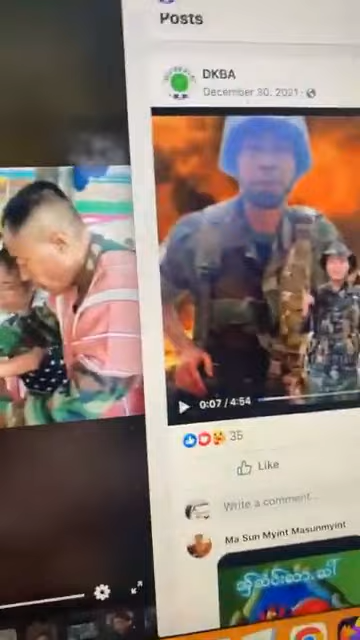 Posts
DKBA
December 30, 2021 ·
0:07 / 4:54
35
Like
Write a comment...
Ma Sun Myint Masunmyint